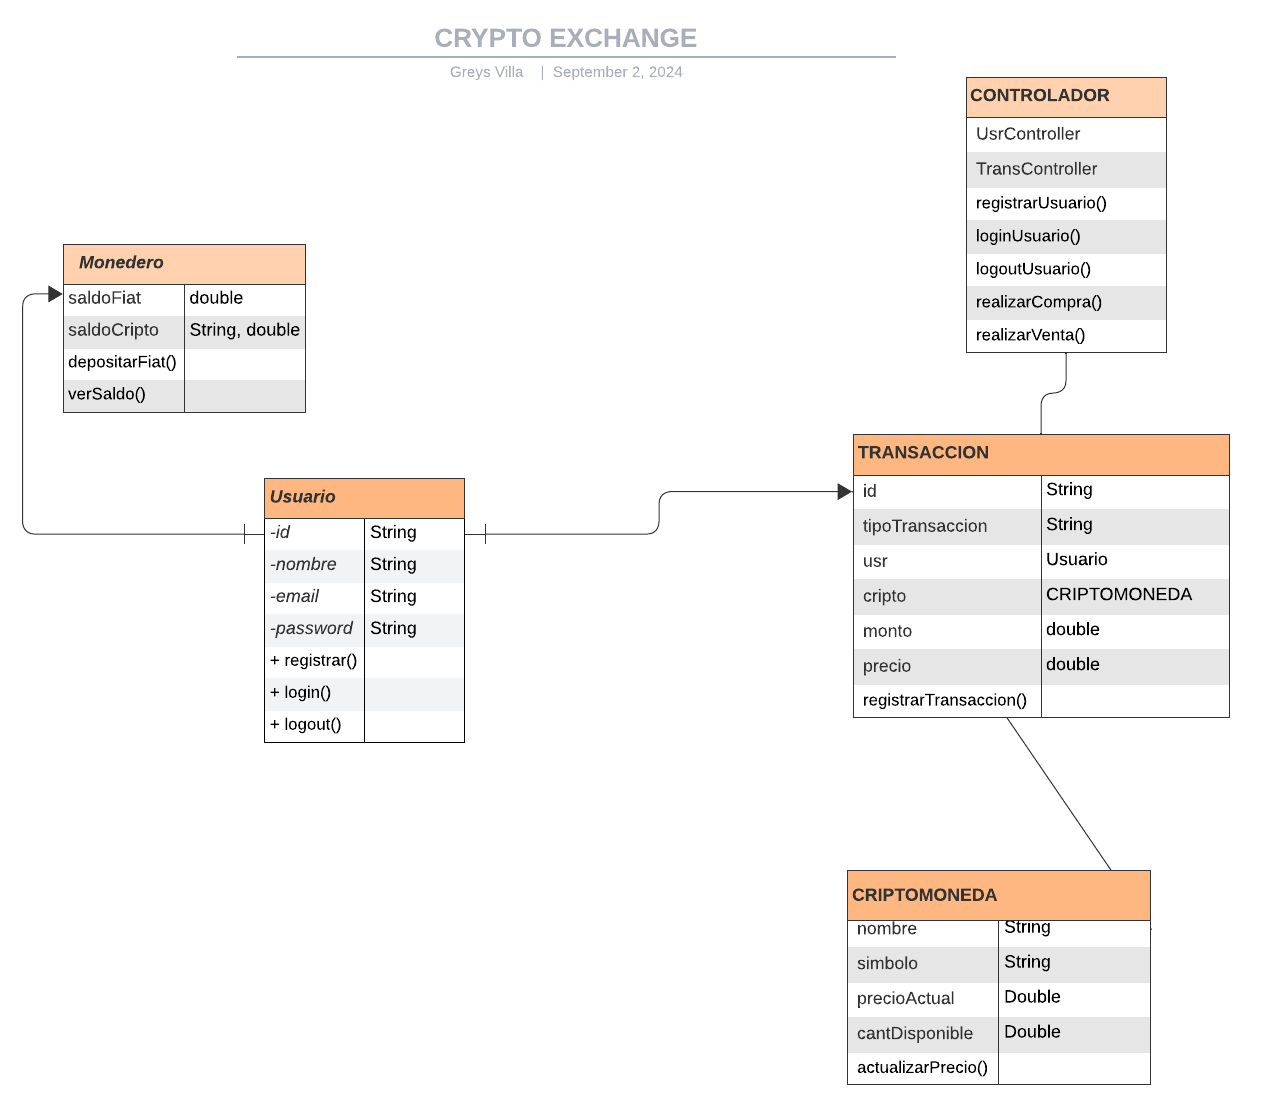 CRYPTO EXCHANGE
Greys Villa | September 2, 2024
CONTROLADOR
UsrController
TransController
registrarUsuario()
loginUsuario()
logoutUsuario()
realizarCompra()
realizarVenta()
Monedero
saldoFiat double
saldoCripto String, double
depositarFiat()
verSaldo()
Usuario
-id String
-nombre String
-email String
-password String
+ registrar()
+ login()
+ logout()
TRANSACCION
id String
tipoTransaccion String
usr Usuario
cripto CRIPTOMONEDA
monto double
precio double
registrarTransaccion()
CRIPTOMONEDA
nombre String
simbolo String
precioActual Double
cantDisponible Double
actualizarPrecio()